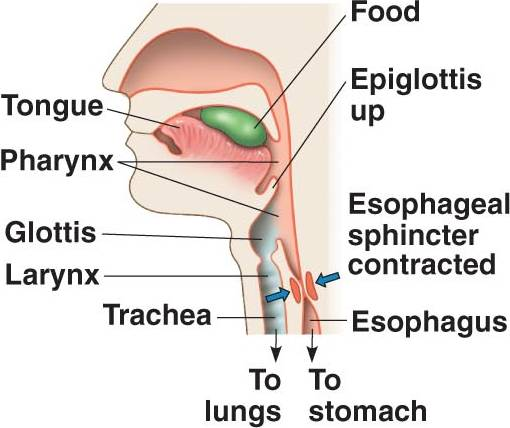 Food
Epiglottis
up
Tongue
Pharynx
Esophageal
sphincter
contracted
Glottis
Larynx
Trachea
Esophagus
To
lungs
To
stomach